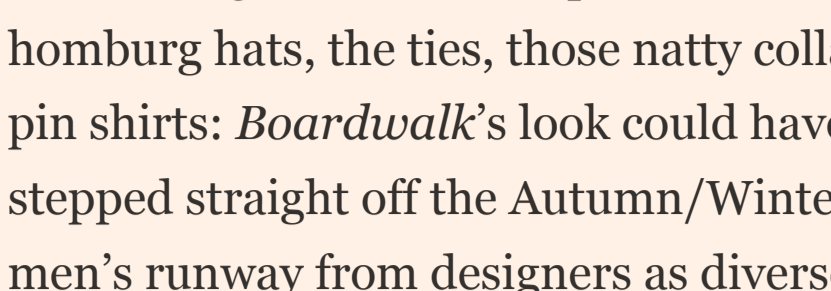 homburg hats, the ties, those natty coll
pin shirts: Boardwalk’s look could have
stepped straight off the Autumn/Winte
men’s runway from designers as divers